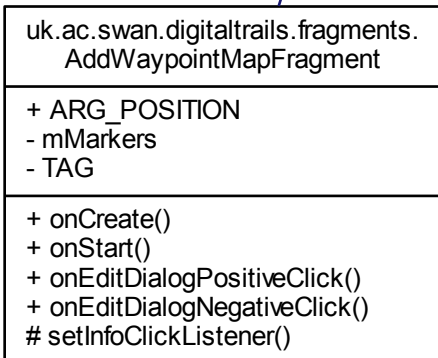 uk.ac.swan.digitaltrails.fragments.
AddWaypointMapFragment
+ ARG_POSITION
- mMarkers
- TAG
+ onCreate()
+ onStart()
+ onEditDialogPositiveClick()
+ onEditDialogNegativeClick()
# setInfoClickListener()